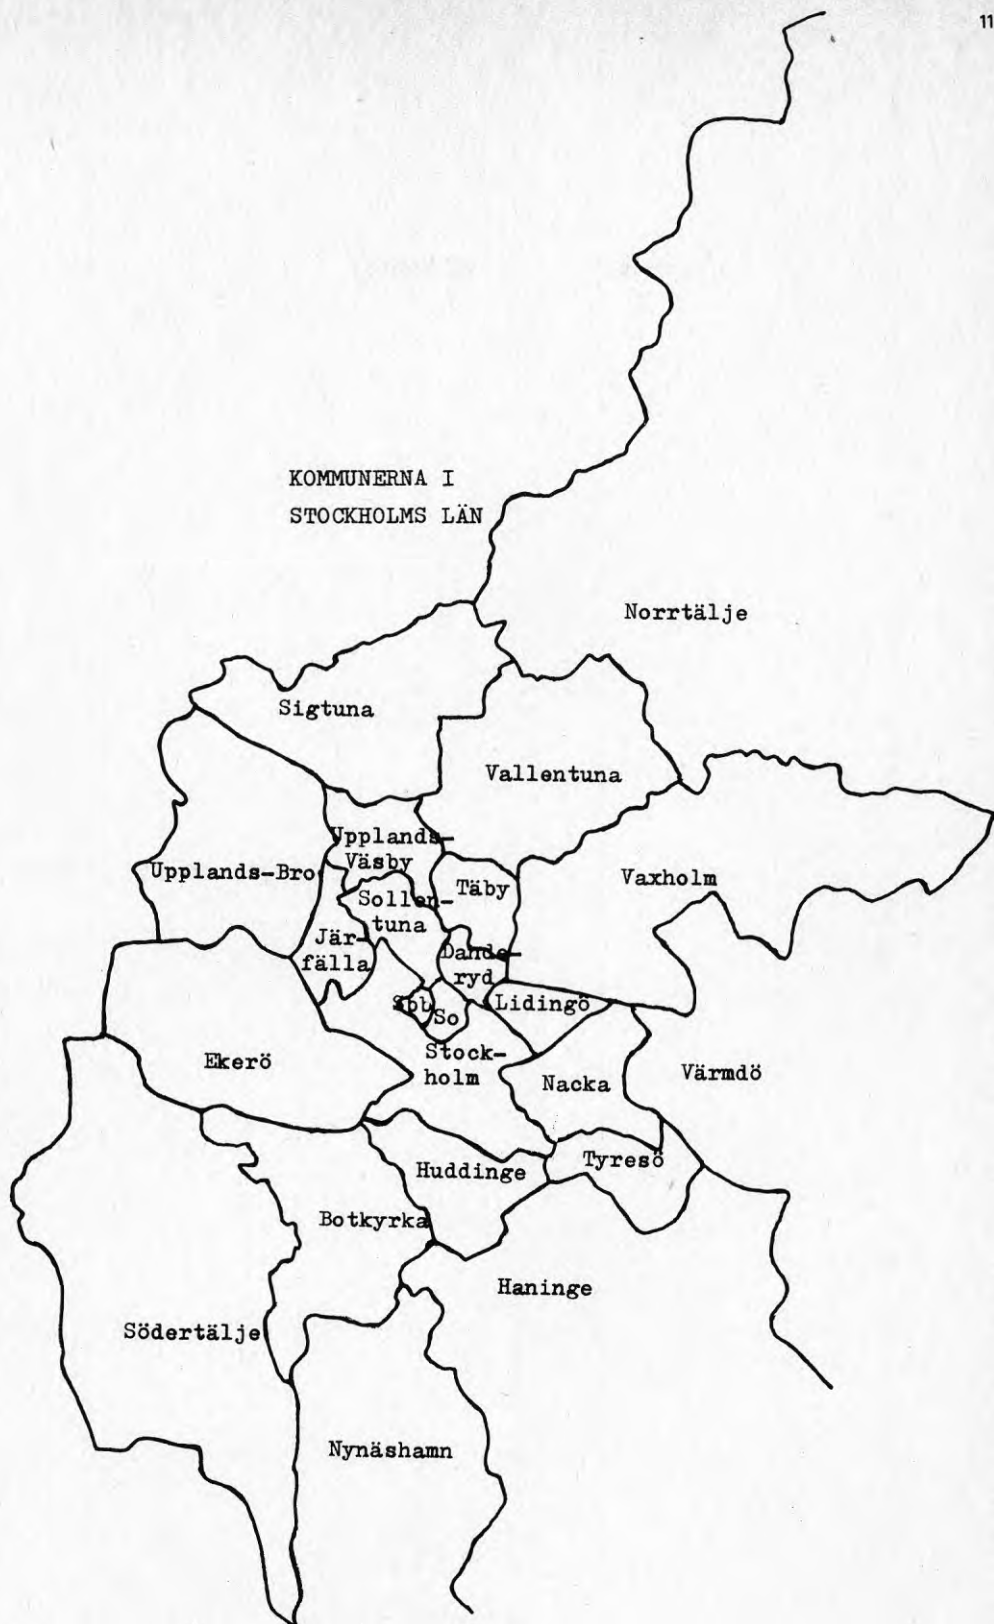 11
KOMMUNERNA I
STOCKHOLMS LÄN
Norrtälje
Sigtuna
Vallentuna
Upplands-
Väsby
Upplands-Bro
Täby
Vaxholm
Sollen-
tuna
Jär-
fälla
Dande-
ryd
Sbb
So
Lidingö
Stock-
holm
Ekerö
Nacka
Värmdö
Huddinge
Tyresö
Botkyrka
Haninge
Södertälje
Nynäshamn